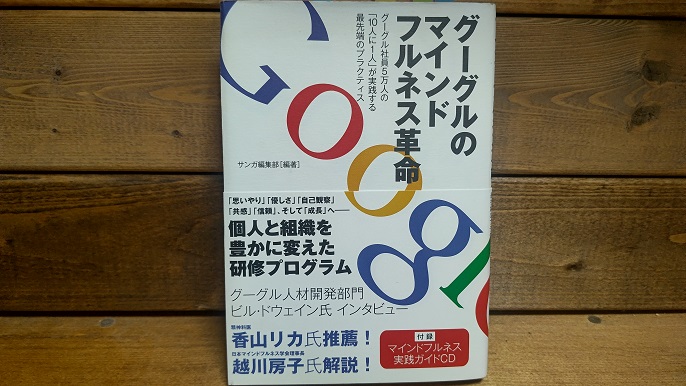 グーグルの
マインド
フルネス革命
グーグル社員5万人の
「10人に1人」が実践する
最先端のプラクティス
サンガ編集部[編著]
Google
「思いやり」「優しさ」「自己観察」
「共感」「信頼」、そして「成長」へ——
個人と組織を
豊かに変えた
研修プログラム
グーグル人材開発部門
ビル・ドウェイン氏 インタビュー
精神科医
香山リカ氏推薦!
日本マインドフルネス学会理事長
越川房子氏解説!
付録
マインドフルネス
実践ガイドCD